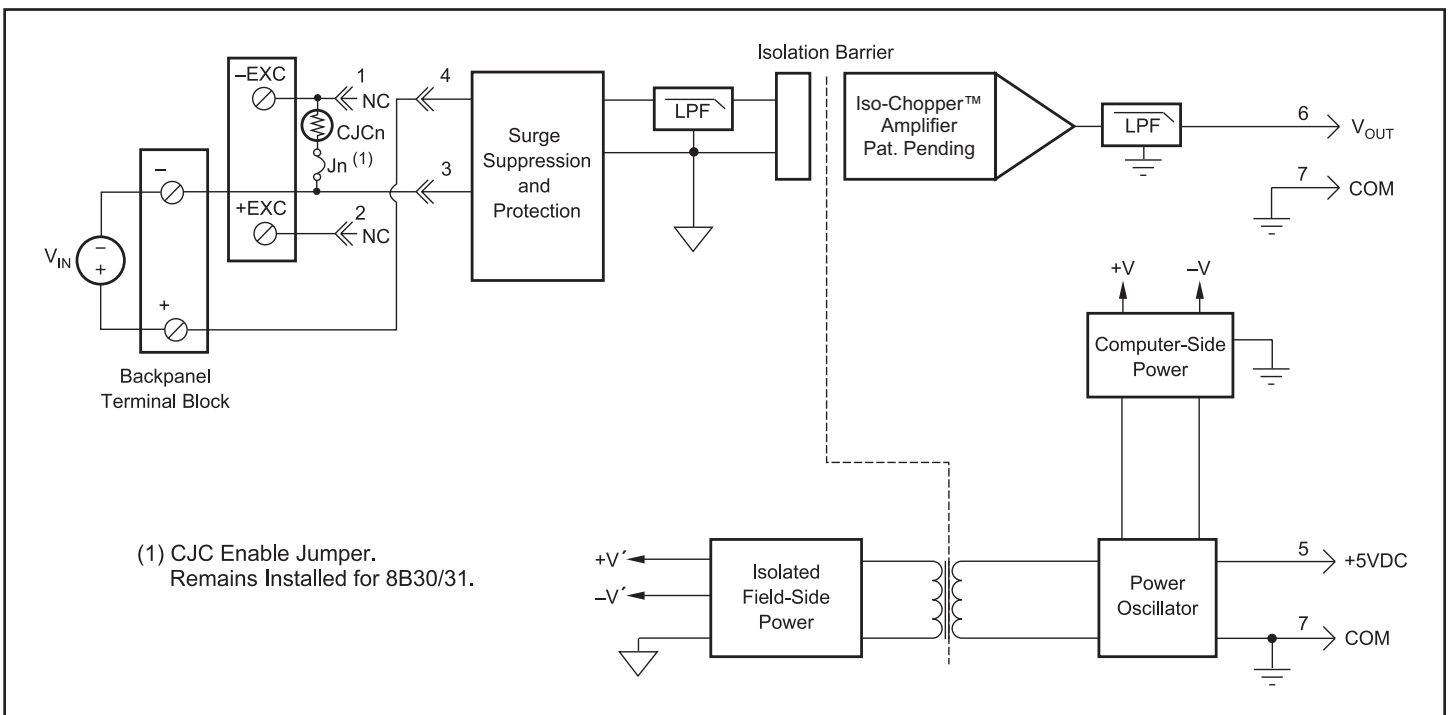 Isolation Barrier
–EXC
1
NC
4
CJCn
Jn (1)
3
–
+EXC
2
NC
VIN
–
+
+
Backpanel
Terminal Block
Surge
Suppression
and
Protection
LPF
Iso-Chopper™
Amplifier
Pat. Pending
LPF
6
VOUT
7
COM
+V
–V
Computer-Side
Power
(1) CJC Enable Jumper.
Remains Installed for 8B30/31.
+V´
–V´
Isolated
Field-Side
Power
Power
Oscillator
5
+5VDC
7
COM